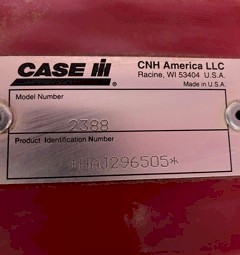 CASE IH
CNH America LLC
Racine, WI 53404 U.S.A.
Made in U.S.A.
Model Number
2388
Product Identification Number
*HAJ296505*